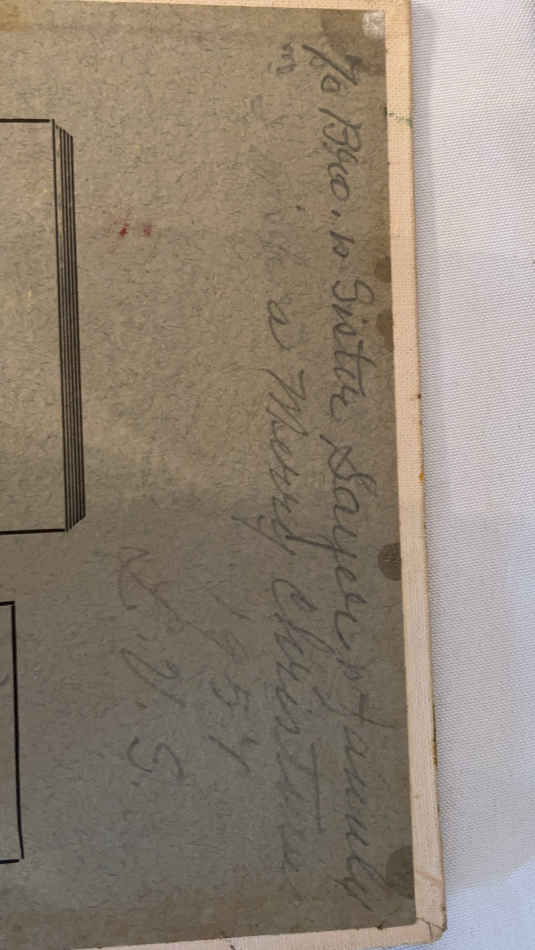 To Bro. & Sister Sayer & Family
a Merry Christmas
1951
L. V. S.